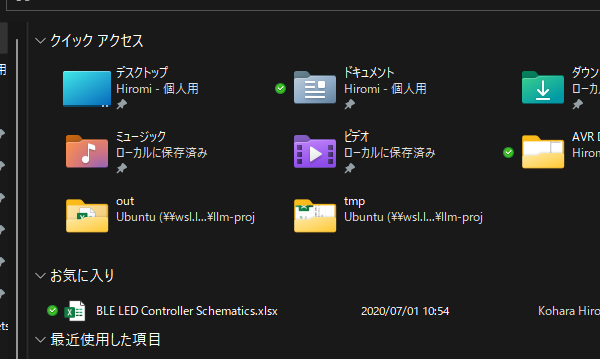 クイック アクセス
デスクトップ
Hiromi - 個人用
ドキュメント
Hiromi - 個人用
ダウン
ローカ
ミュージック
ローカルに保存済み
ビデオ
ローカルに保存済み
AVR D
Hirom
out
Ubuntu (¥¥wsl.l...¥llm-proj
tmp
Ubuntu (¥¥wsl.l...¥llm-proj
お気に入り
BLE LED Controller Schematics.xlsx 2020/07/01 10:54 Kohara Hiro
最近使用した項目
用
ets